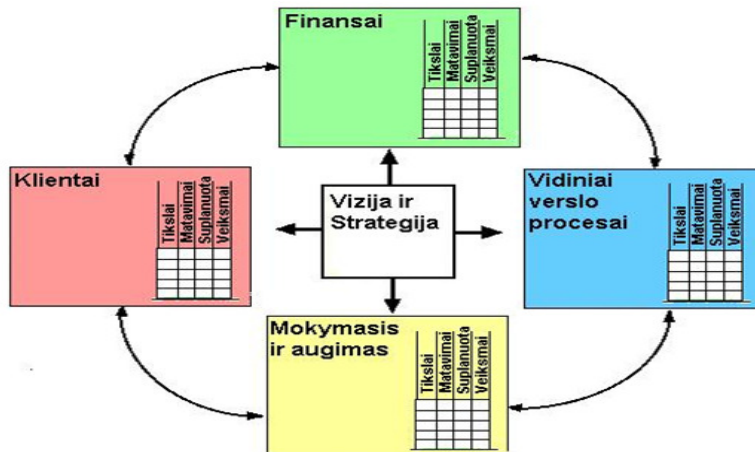 Finansai
Tikslai
Matavimai
Suplanuota
Veiksmai
Klientai
Tikslai
Matavimai
Suplanuota
Veiksmai
Vizija ir
Strategija
Vidiniai
verslo
procesai
Tikslai
Matavimai
Suplanuota
Veiksmai
Mokymasis
ir augimas
Tikslai
Matavimai
Suplanuota
Veiksmai